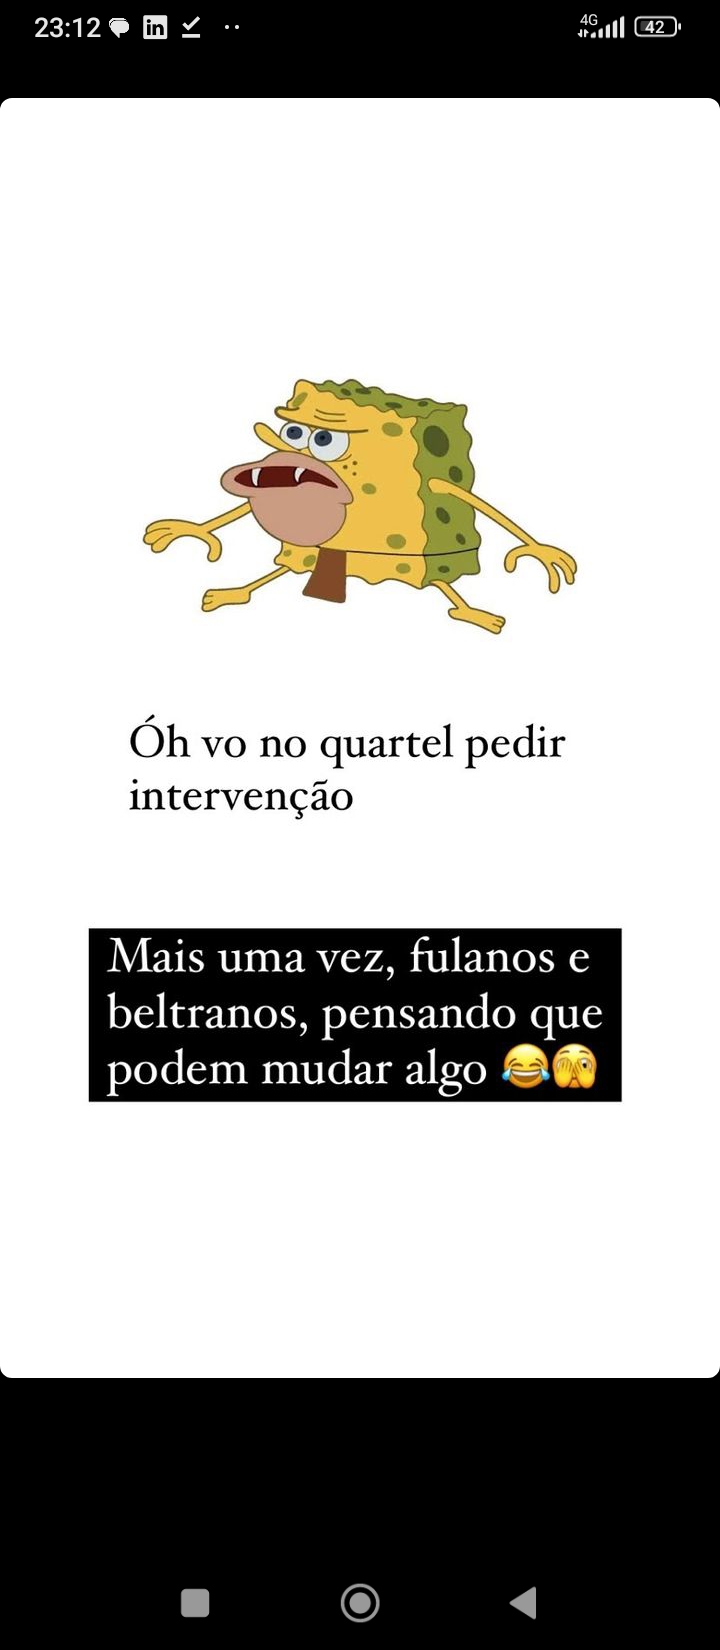 23:12
4G
42
Óh vo no quartel pedir
intervenção
Mais uma vez, fulanos e
beltranos, pensando que
podem mudar algo 😂🫣